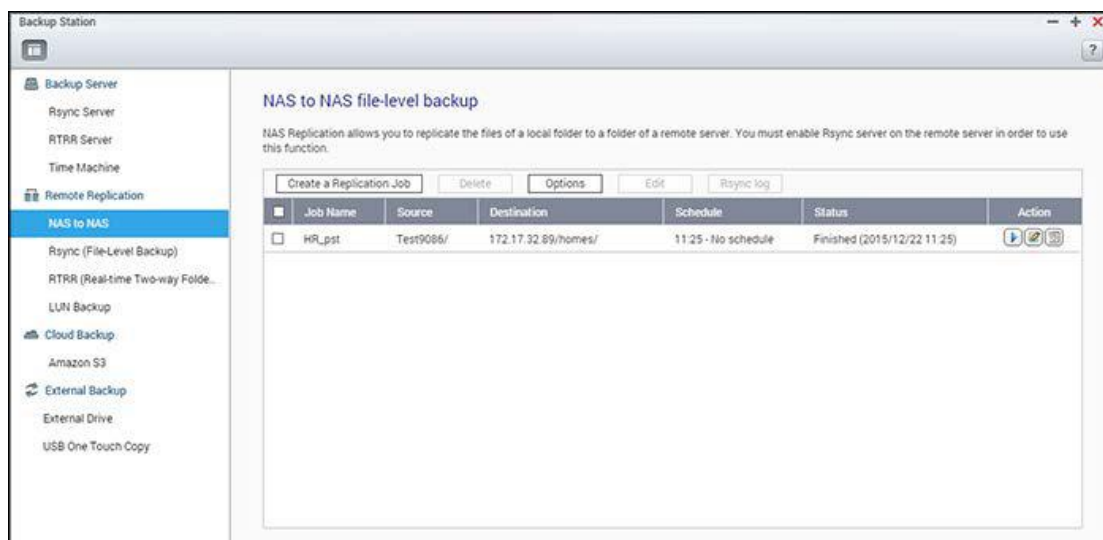 Backup Station
?
Backup Server
Rsync Server
RTRR Server
Time Machine
Remote Replication
NAS to NAS
Rsync (File-Level Backup)
RTRR (Real-time Two-way Folde..
LUN Backup
Cloud Backup
Amazon S3
External Backup
External Drive
USB One Touch Copy
NAS to NAS file-level backup
NAS Replication allows you to replicate the files of a local folder to a folder of a remote server. You must enable Rsync server on the remote server in order to use
this function.
Create a Replication Job Delete Options Edit Rsync log
Job Name Source Destination Schedule Status Action
HR_pst Test9086/ 172.17.32.89/homes/ 11:25 - No schedule Finished (2015/12/22 11:25)